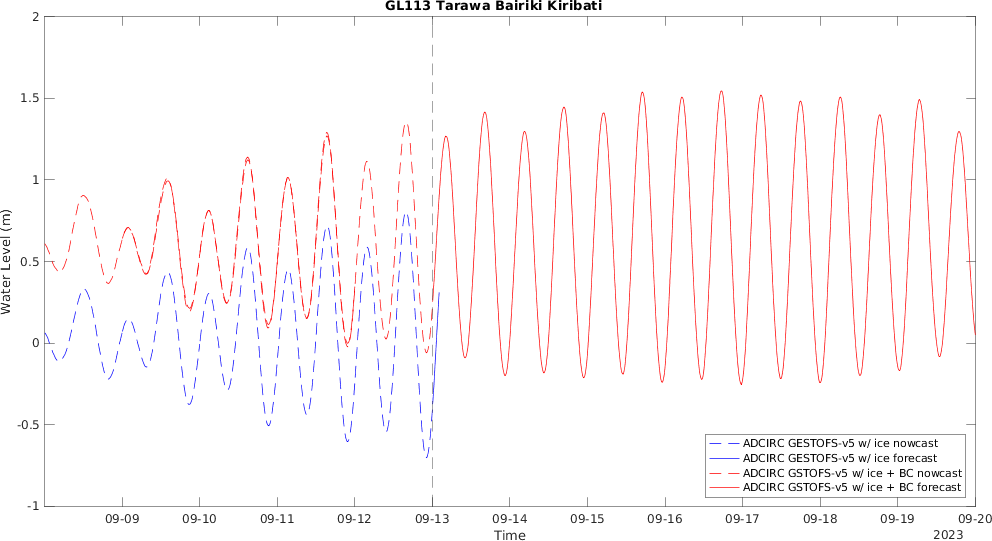 GL113 Tarawa Bairiki Kiribati
2
1.5
1
0.5
0
-0.5
-1
Water Level (m)
09-09
09-10
09-11
09-12
09-13
09-14
09-15
09-16
09-17
09-18
09-19
09-20
Time
2023
ADCIRC GESTOFS-v5 w/ ice nowcast
ADCIRC GESTOFS-v5 w/ ice forecast
ADCIRC GSTOFS-v5 w/ ice + BC nowcast
ADCIRC GSTOFS-v5 w/ ice + BC forecast